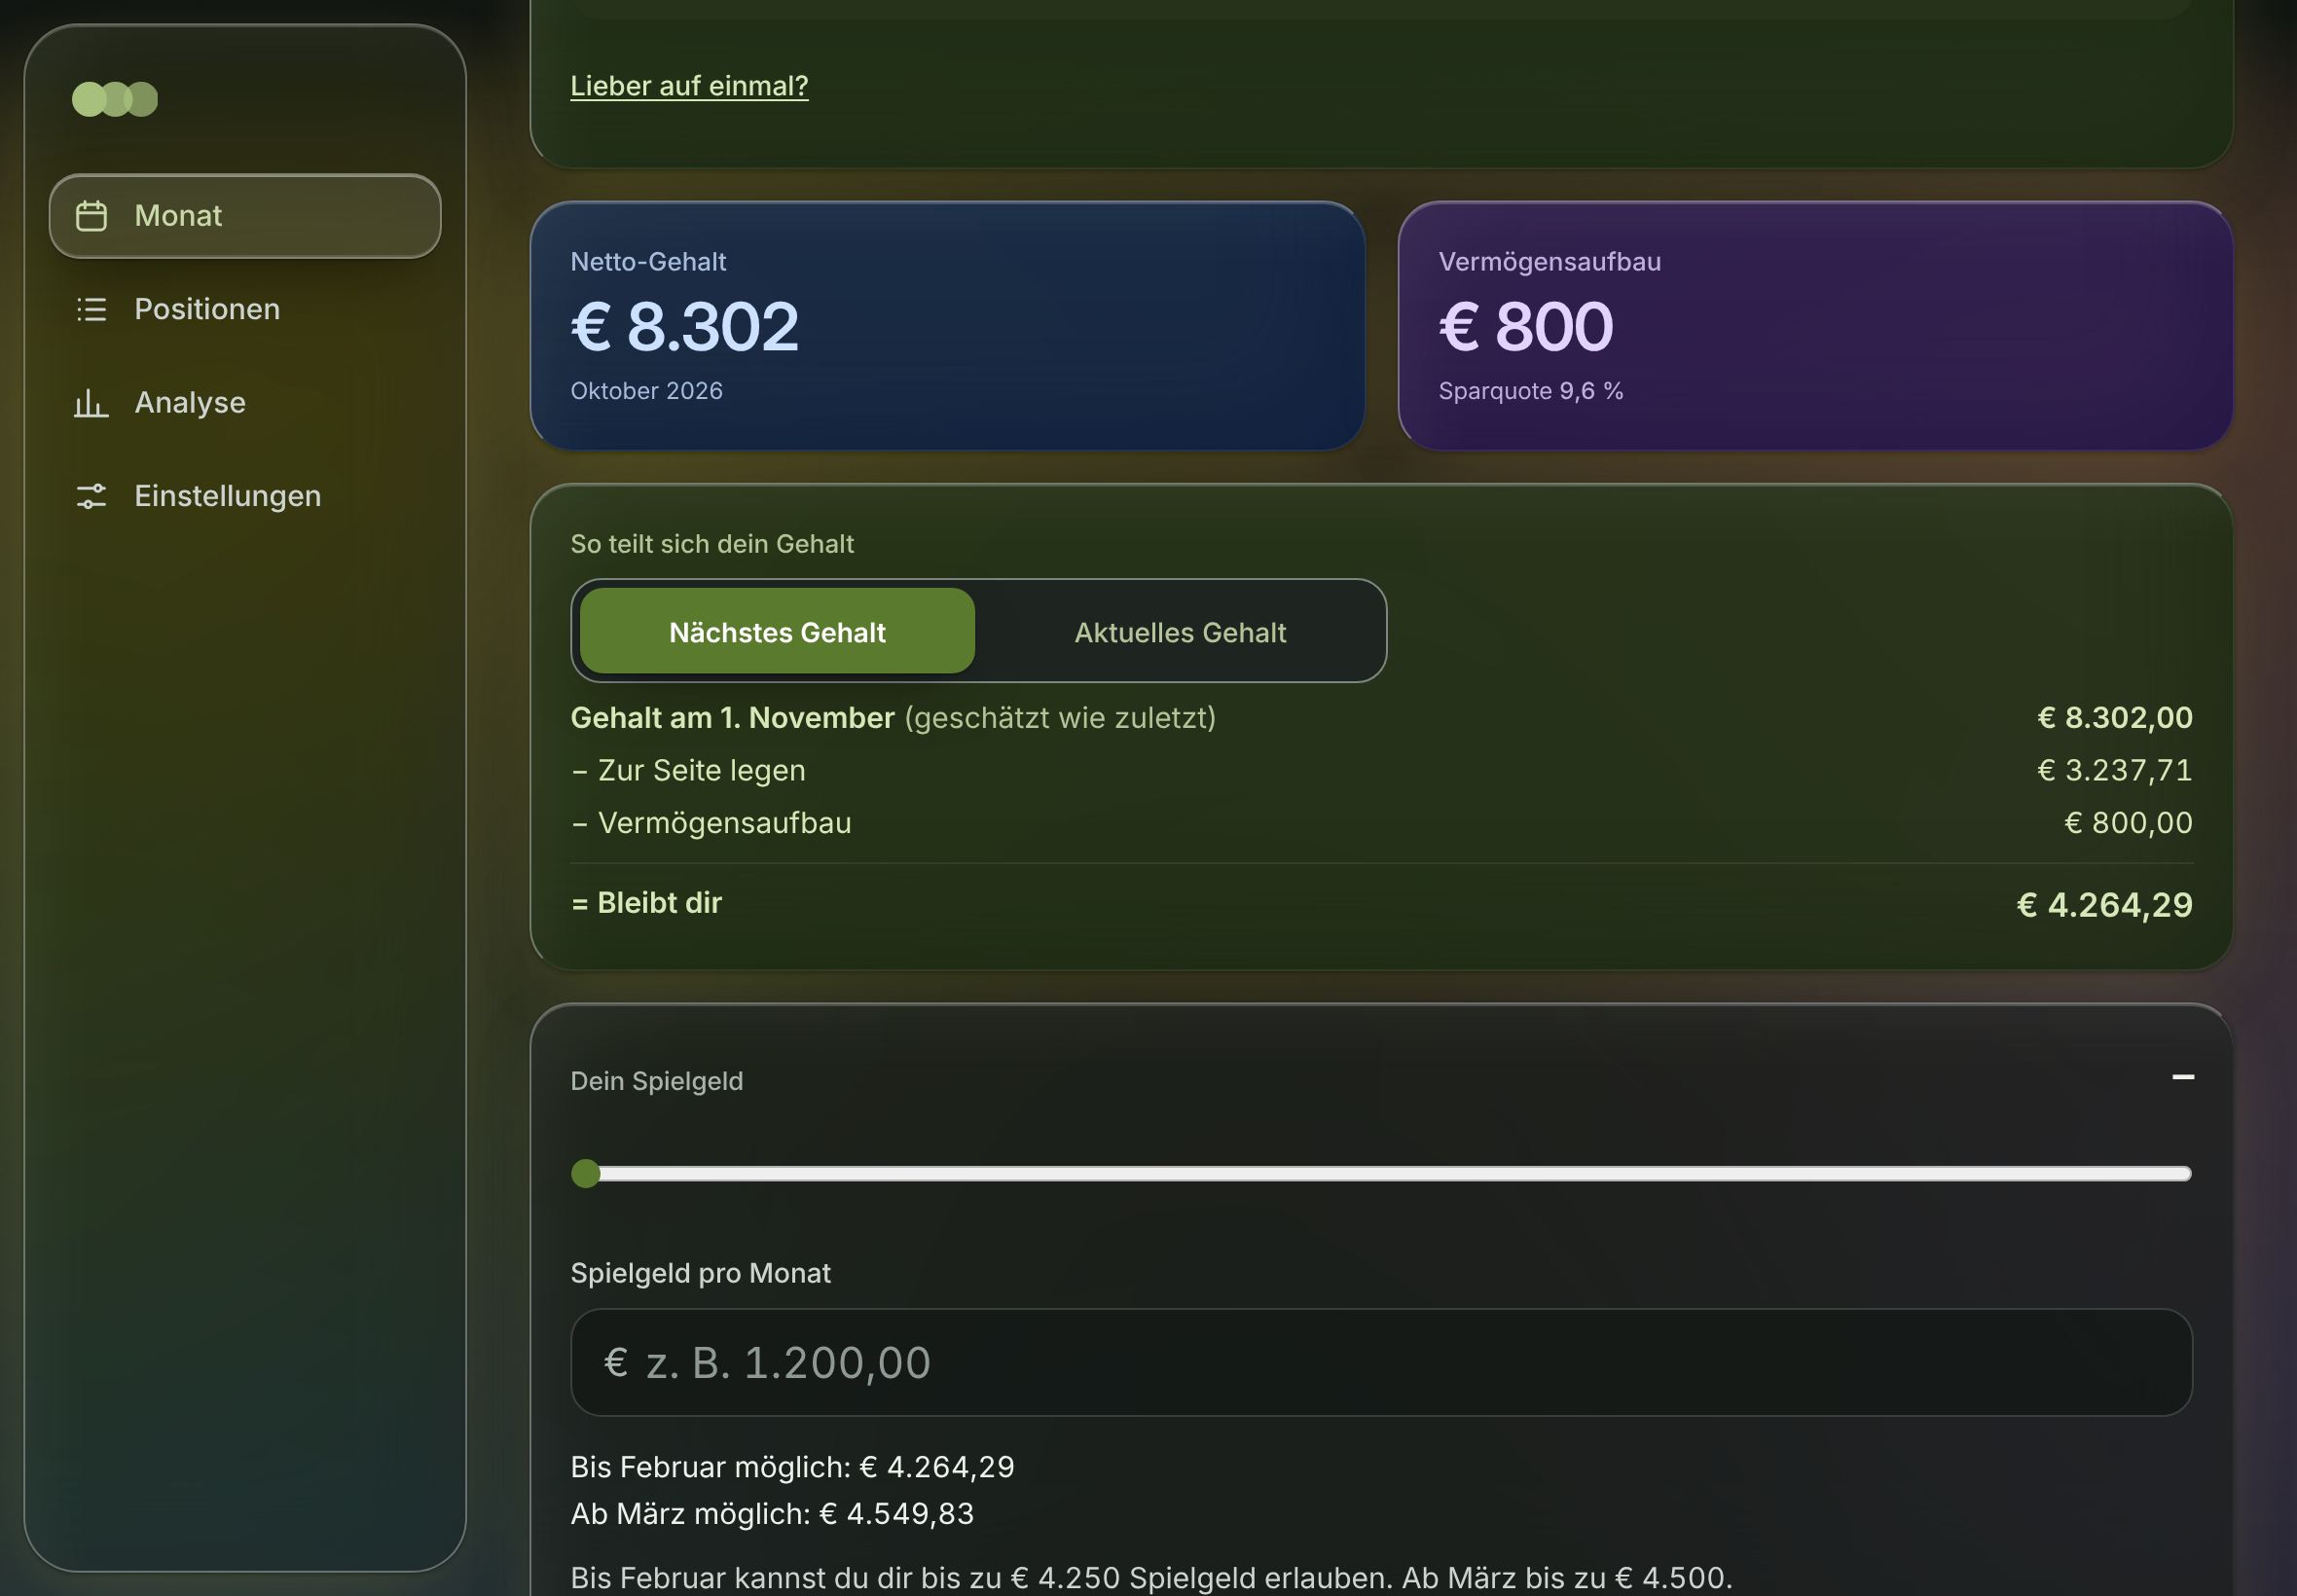 Lieber auf einmal?
Monat
Positionen
Analyse
Einstellungen
Netto-Gehalt
€ 8.302
Oktober 2026
Vermögensaufbau
€ 800
Sparquote 9,6 %
So teilt sich dein Gehalt
Nächstes Gehalt
Aktuelles Gehalt
Gehalt am 1. November (geschätzt wie zuletzt) € 8.302,00
− Zur Seite legen € 3.237,71
− Vermögensaufbau € 800,00
= Bleibt dir € 4.264,29
Dein Spielgeld –
Spielgeld pro Monat
€ z. B. 1.200,00
Bis Februar möglich: € 4.264,29
Ab März möglich: € 4.549,83
Bis Februar kannst du dir bis zu € 4.250 Spielgeld erlauben. Ab März bis zu € 4.500.